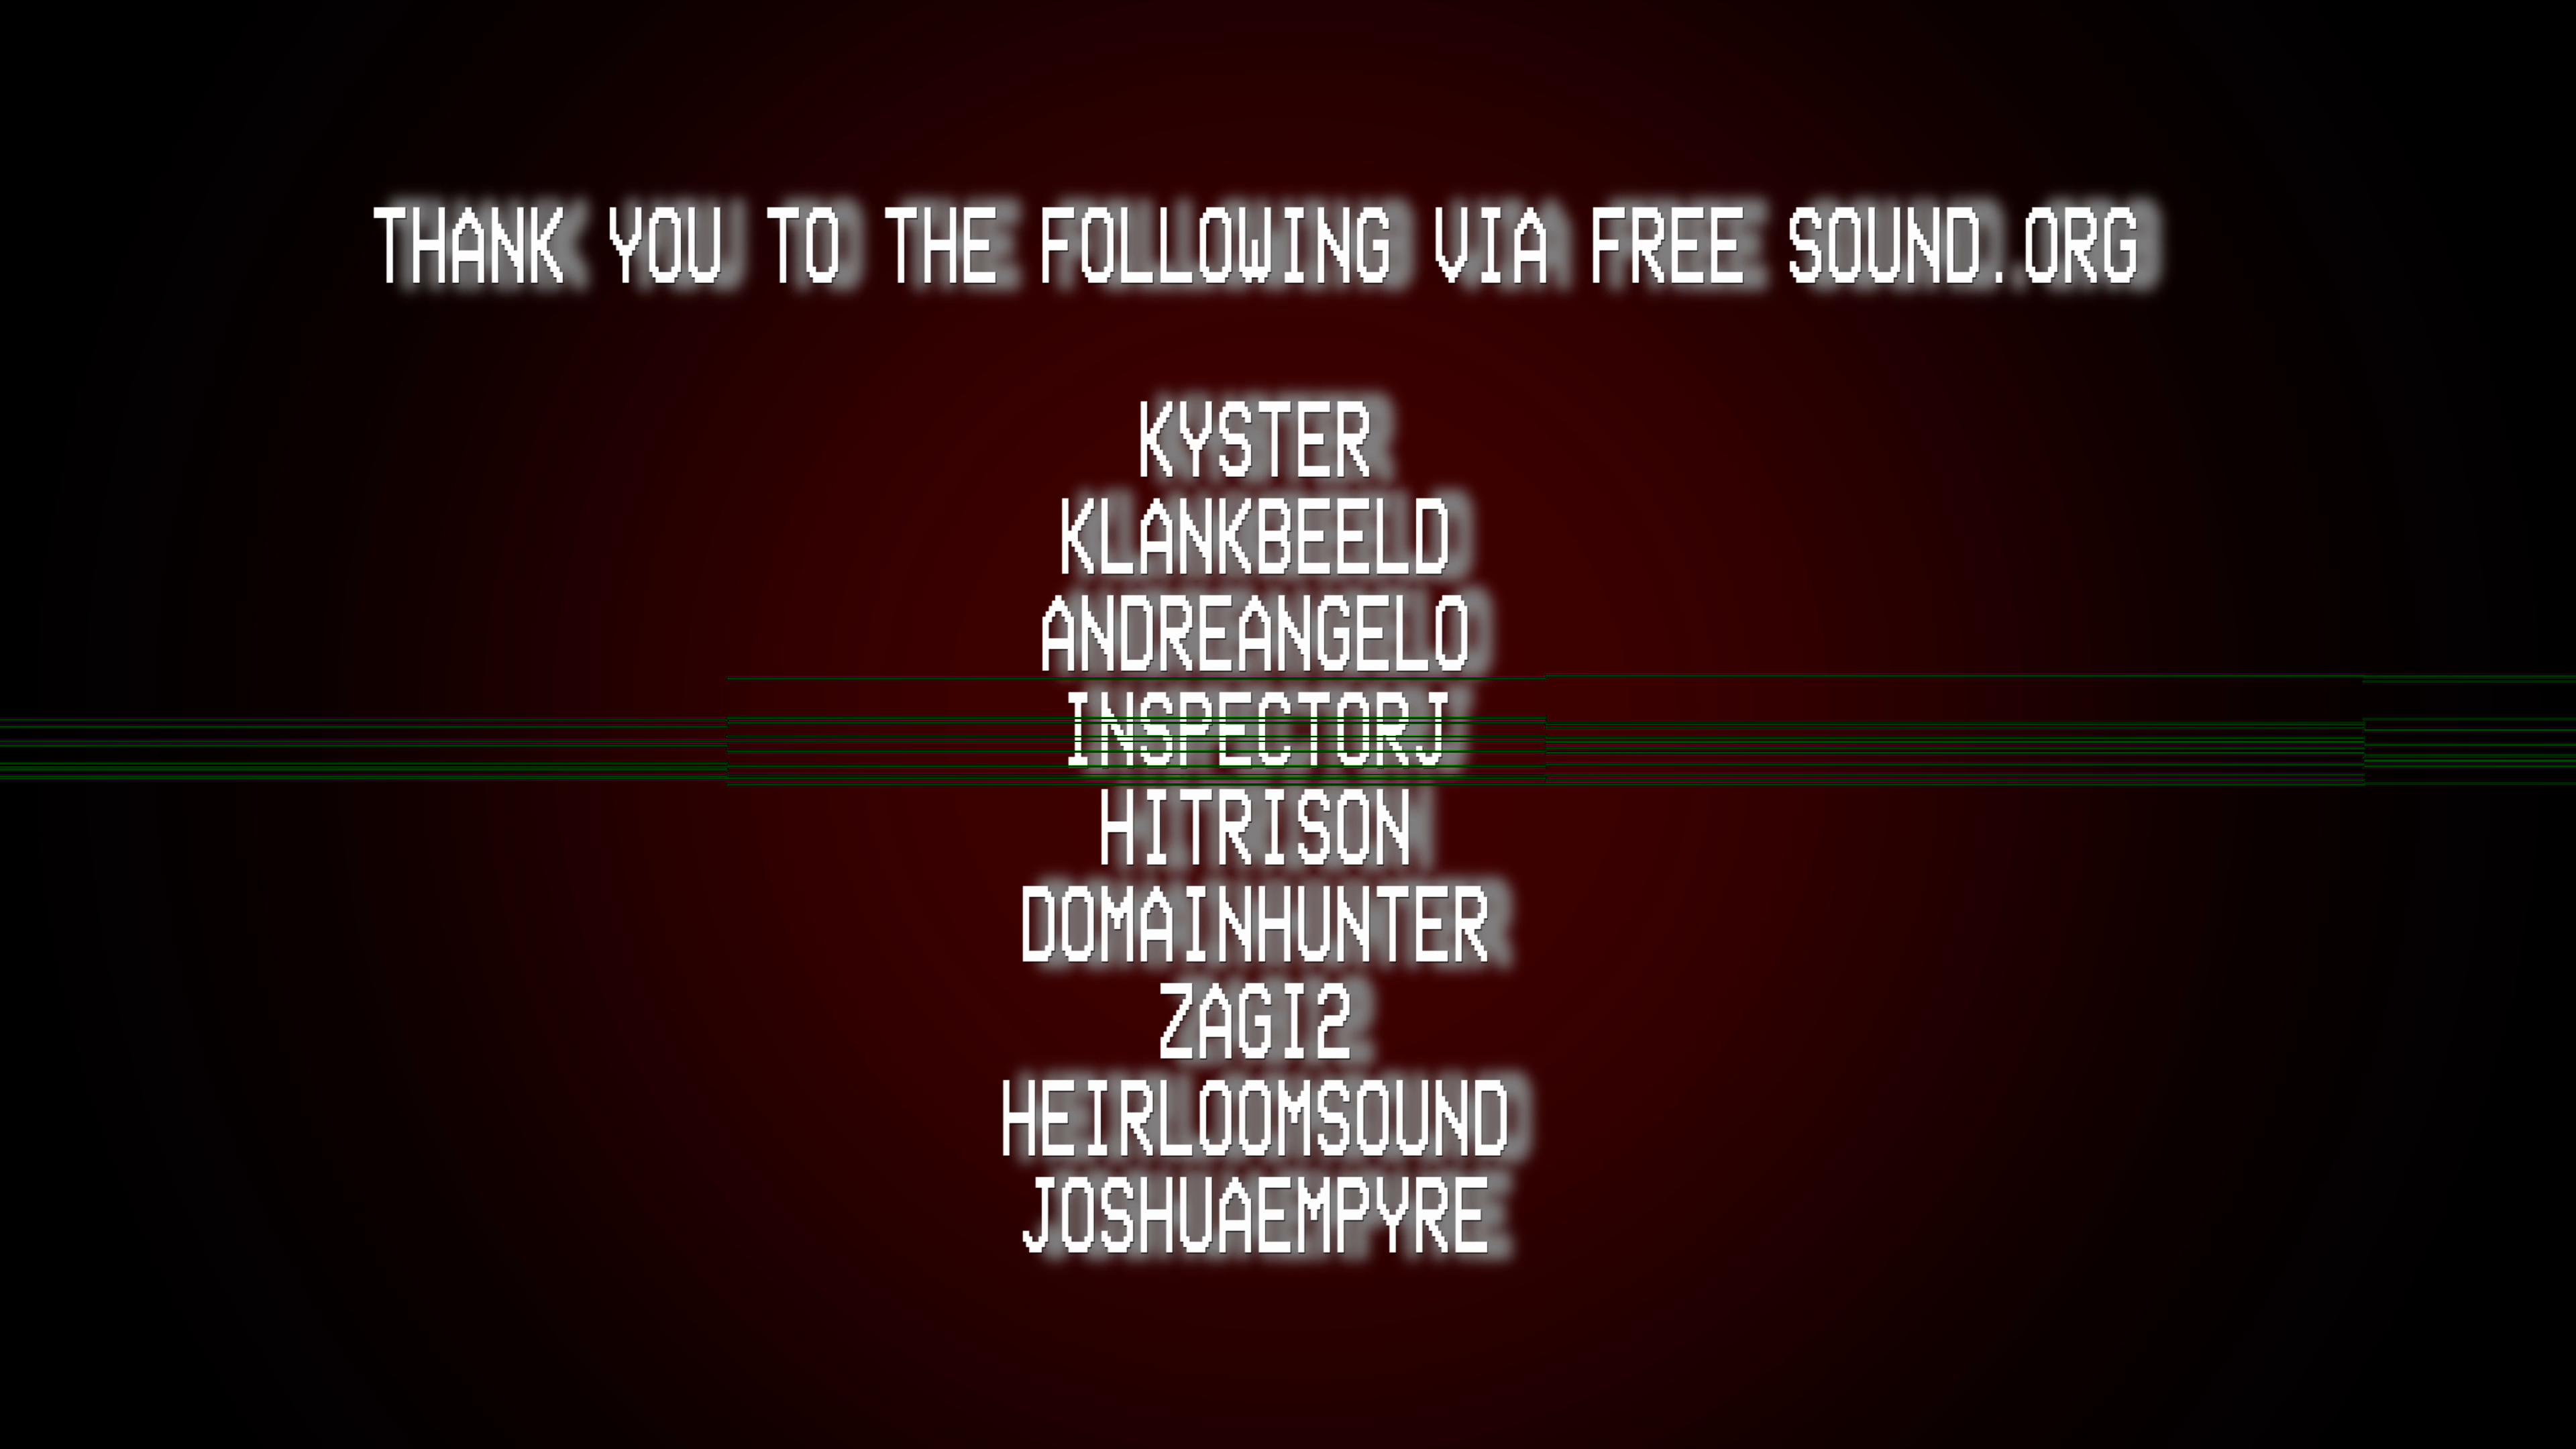 THANK YOU TO THE FOLLOWING VIA FREE SOUND.ORG
KYSTER
KLANKBEELD
ANDREANGELO
INSPECTORJ
HITRISON
DOMAINHUNTER
ZAGI2
HEIRLOOMSOUND
JOSHUAEMPYRE